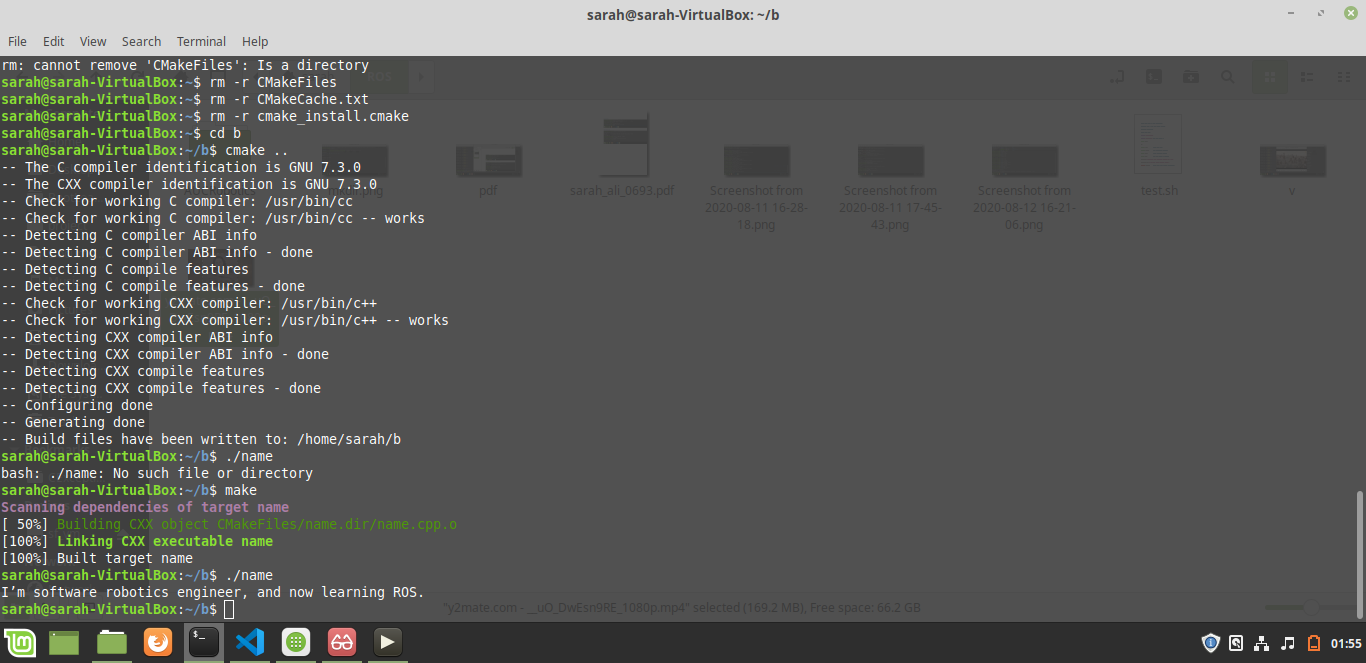 sarah@sarah-VirtualBox: ~/b
File Edit View Search Terminal Help
rm: cannot remove 'CMakeFiles': Is a directory
sarah@sarah-VirtualBox:~$ rm -r CMakeFiles
sarah@sarah-VirtualBox:~$ rm -r CMakeCache.txt
sarah@sarah-VirtualBox:~$ rm -r cmake_install.cmake
sarah@sarah-VirtualBox:~$ cd b
sarah@sarah-VirtualBox:~/b$ cmake ..
-- The C compiler identification is GNU 7.3.0
-- The CXX compiler identification is GNU 7.3.0
-- Check for working C compiler: /usr/bin/cc
-- Check for working C compiler: /usr/bin/cc -- works
-- Detecting C compiler ABI info
-- Detecting C compiler ABI info - done
-- Detecting C compile features
-- Detecting C compile features - done
-- Check for working CXX compiler: /usr/bin/c++
-- Check for working CXX compiler: /usr/bin/c++ -- works
-- Detecting CXX compiler ABI info
-- Detecting CXX compiler ABI info - done
-- Detecting CXX compile features
-- Detecting CXX compile features - done
-- Configuring done
-- Generating done
-- Build files have been written to: /home/sarah/b
sarah@sarah-VirtualBox:~/b$ ./name
bash: ./name: No such file or directory
sarah@sarah-VirtualBox:~/b$ make
Scanning dependencies of target name
[ 50%] Building CXX object CMakeFiles/name.dir/name.cpp.o
[100%] Linking CXX executable name
[100%] Built target name
sarah@sarah-VirtualBox:~/b$ ./name
I’m software robotics engineer, and now learning ROS.
sarah@sarah-VirtualBox:~/b$
ROS
pdf
sarah_ali_0693.pdf
Screenshot from
2020-08-11 16-28-
18.png
Screenshot from
2020-08-11 17-45-
43.png
Screenshot from
2020-08-12 16-21-
06.png
test.sh
v
"y2mate.com - __uO_DwEsn9RE_1080p.mp4" selected (169.2 MB), Free space: 66.2 GB
01:55